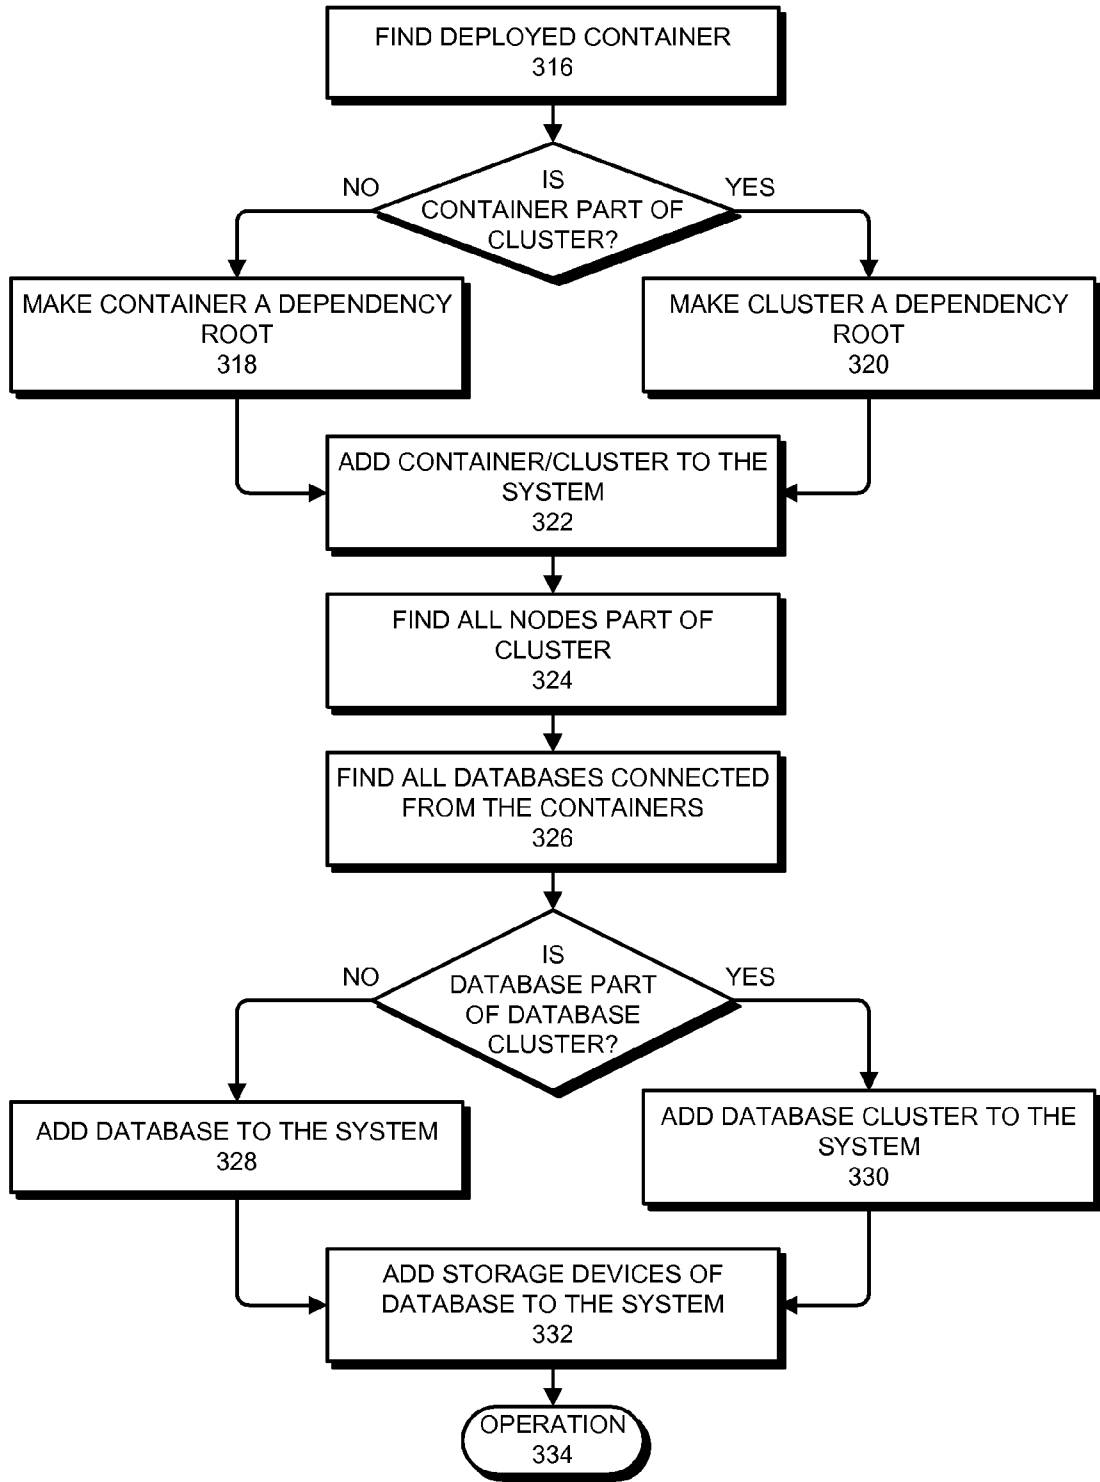 FIND DEPLOYED CONTAINER
316
IS
CONTAINER PART OF
CLUSTER?
NO
YES
MAKE CONTAINER A DEPENDENCY
ROOT
318
MAKE CLUSTER A DEPENDENCY
ROOT
320
ADD CONTAINER/CLUSTER TO THE
SYSTEM
322
FIND ALL NODES PART OF
CLUSTER
324
FIND ALL DATABASES CONNECTED
FROM THE CONTAINERS
326
IS
DATABASE PART
OF DATABASE
CLUSTER?
NO
YES
ADD DATABASE TO THE SYSTEM
328
ADD DATABASE CLUSTER TO THE
SYSTEM
330
ADD STORAGE DEVICES OF
DATABASE TO THE SYSTEM
332
OPERATION
334